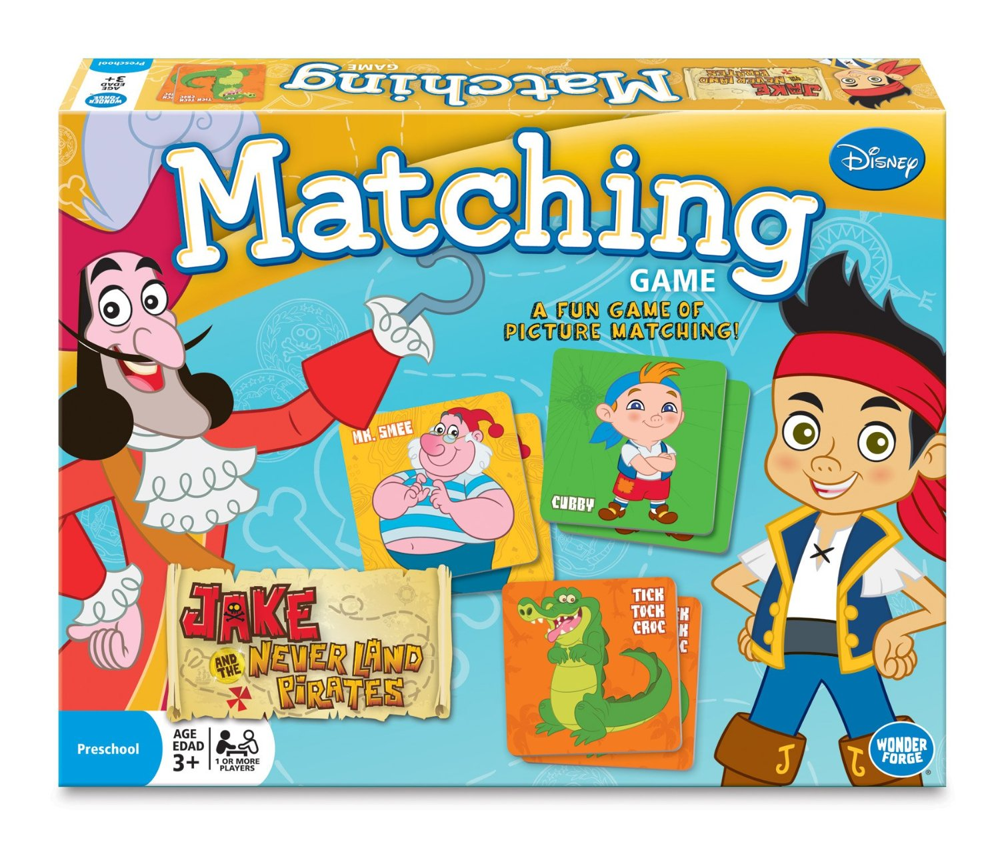 Preschool
AGE
EDAD
3+
WONDER
FORGE
TICK TOCK
CROC
Matching
GAME
JAKE
AND THE
NEVER LAND
PIRATES
Matching
GAME
DISNEY
A FUN GAME OF
PICTURE MATCHING!
MR. SMEE
CUBBY
TICK
TOCK
CROC
JAKE
AND
THE
NEVER LAND
PIRATES
Preschool
AGE
EDAD
3+
1 OR MORE
PLAYERS
J
J
WONDER
FORGE
®